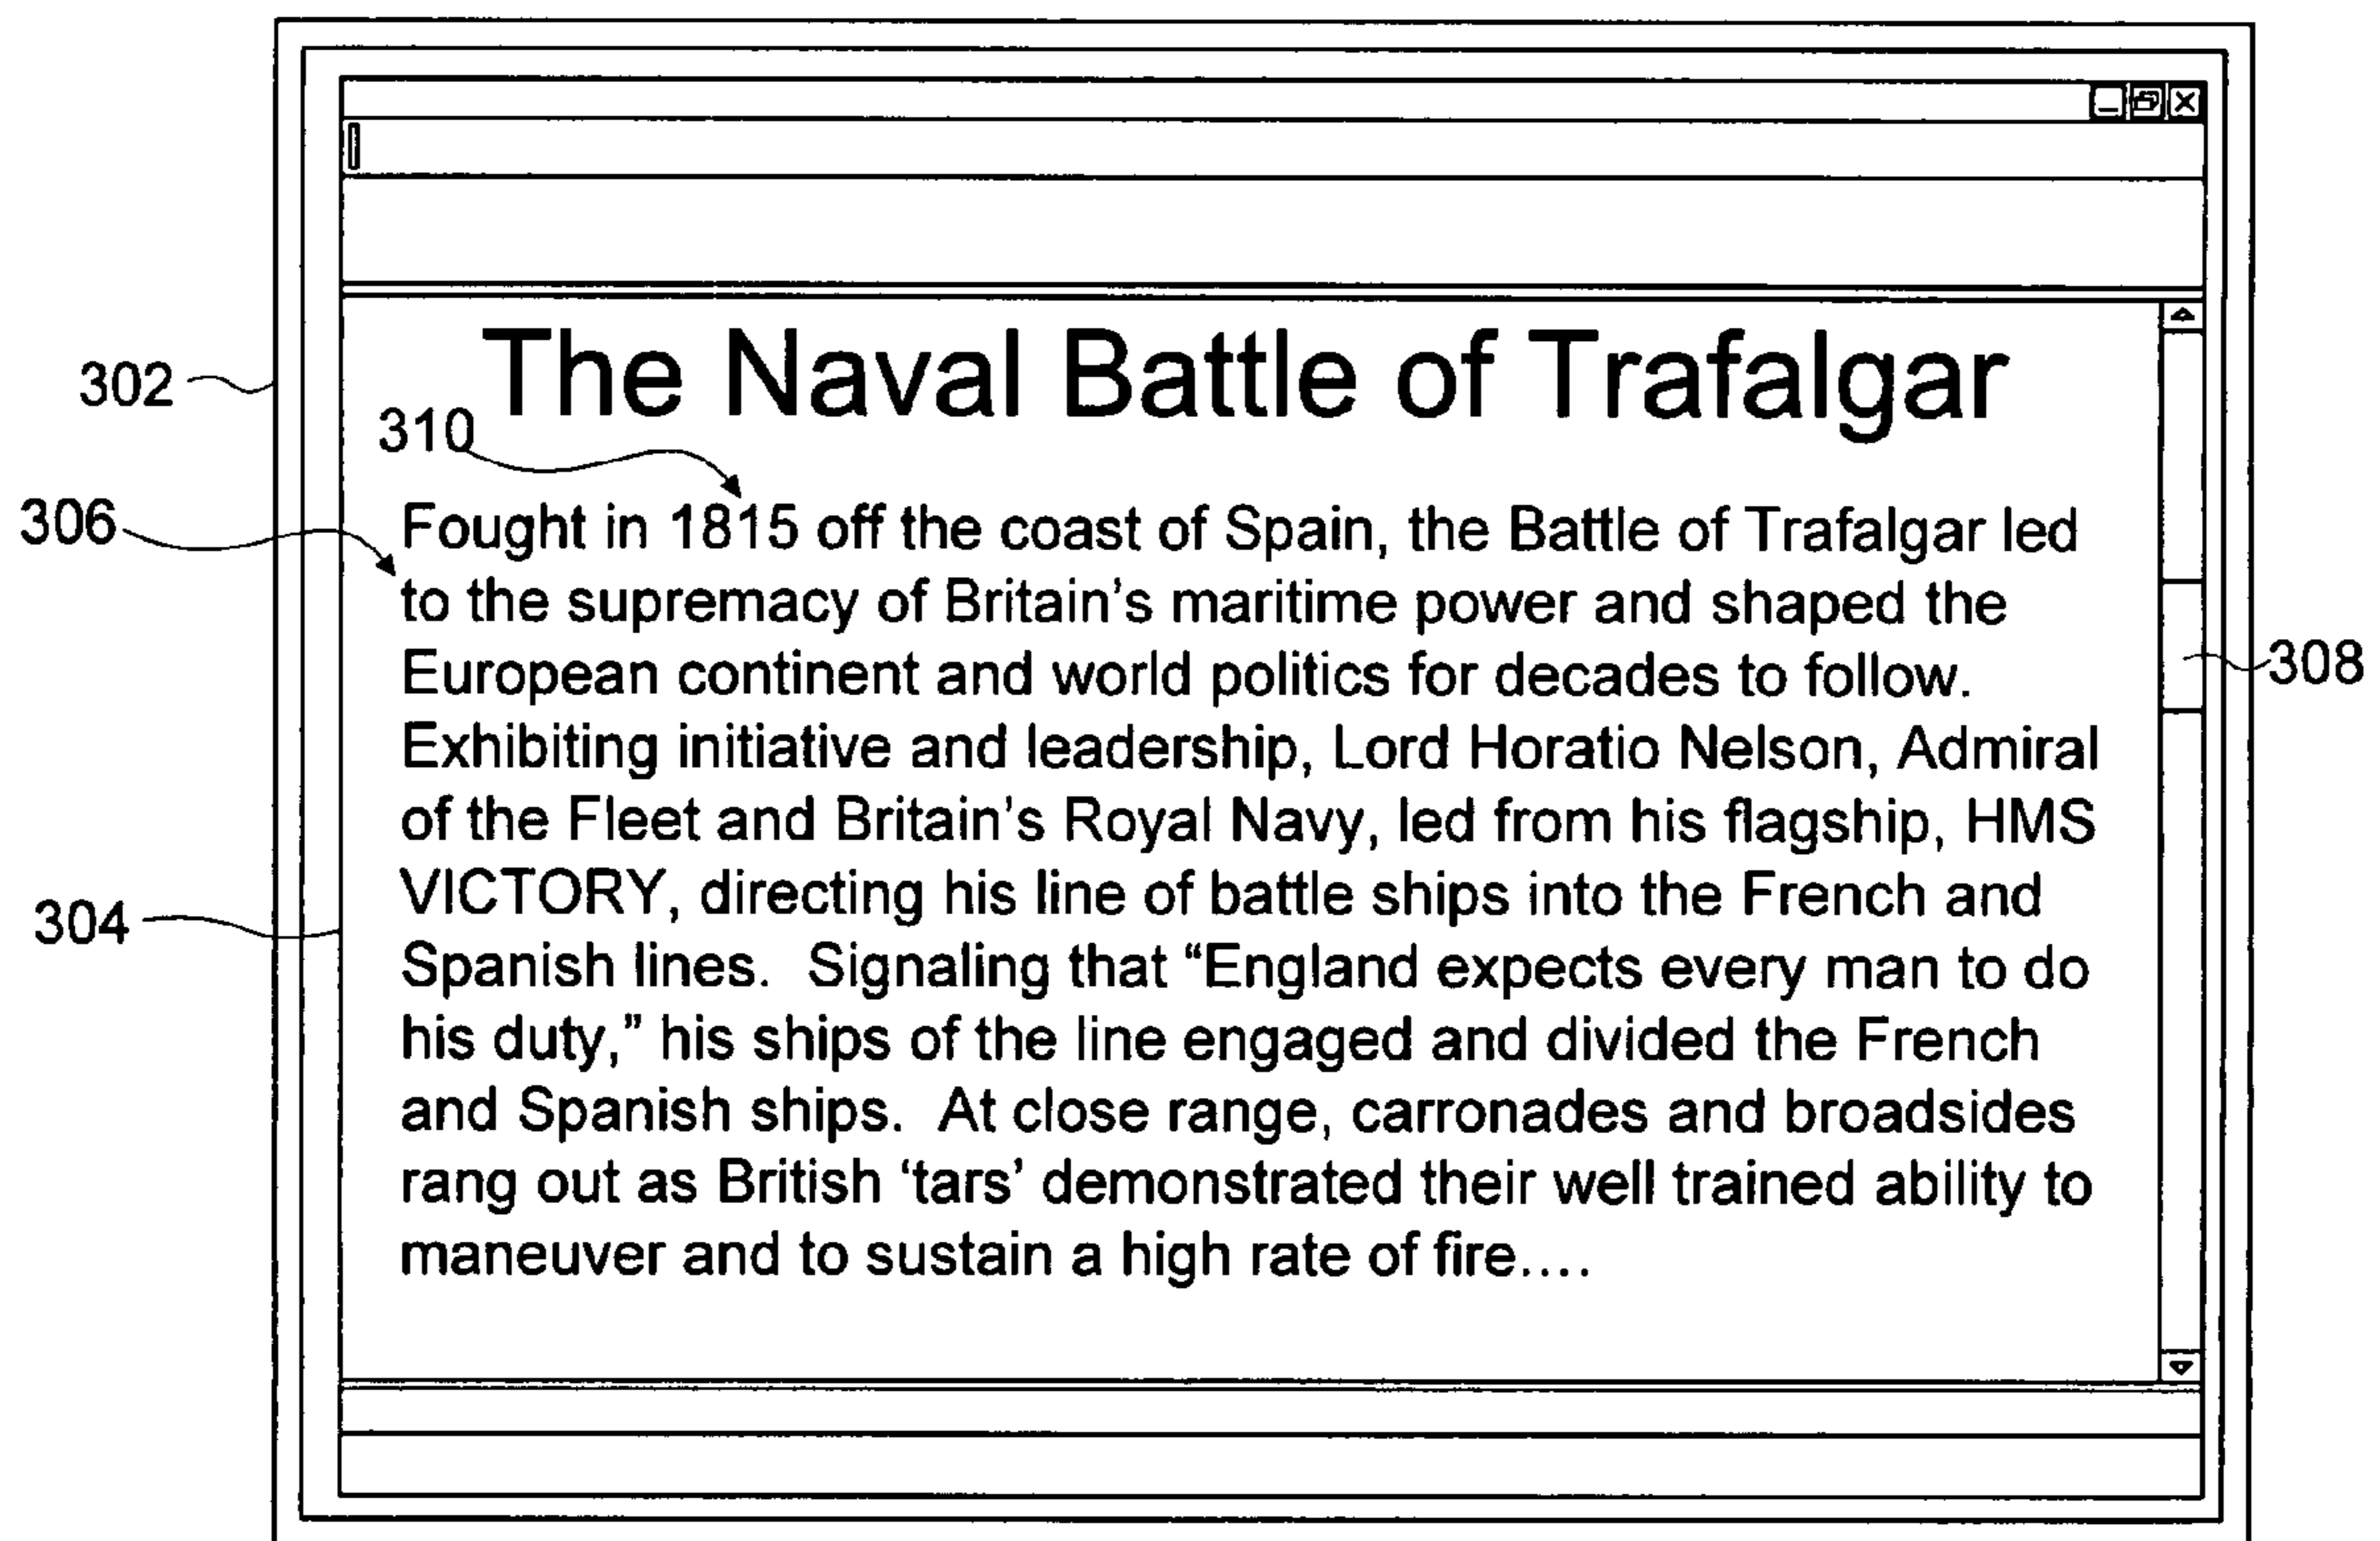 The Naval Battle of Trafalgar
302
310
306
Fought in 1815 off the coast of Spain, the Battle of Trafalgar led
to the supremacy of Britain's maritime power and shaped the
European continent and world politics for decades to follow.
308
Exhibiting initiative and leadership, Lord Horatio Nelson, Admiral
of the Fleet and Britain's Royal Navy, led from his flagship, HMS
VICTORY, directing his line of battle ships into the French and
304
Spanish lines.  Signaling that “England expects every man to do
his duty,” his ships of the line engaged and divided the French
and Spanish ships.  At close range, carronades and broadsides
rang out as British ‘tars’ demonstrated their well trained ability to
maneuver and to sustain a high rate of fire....